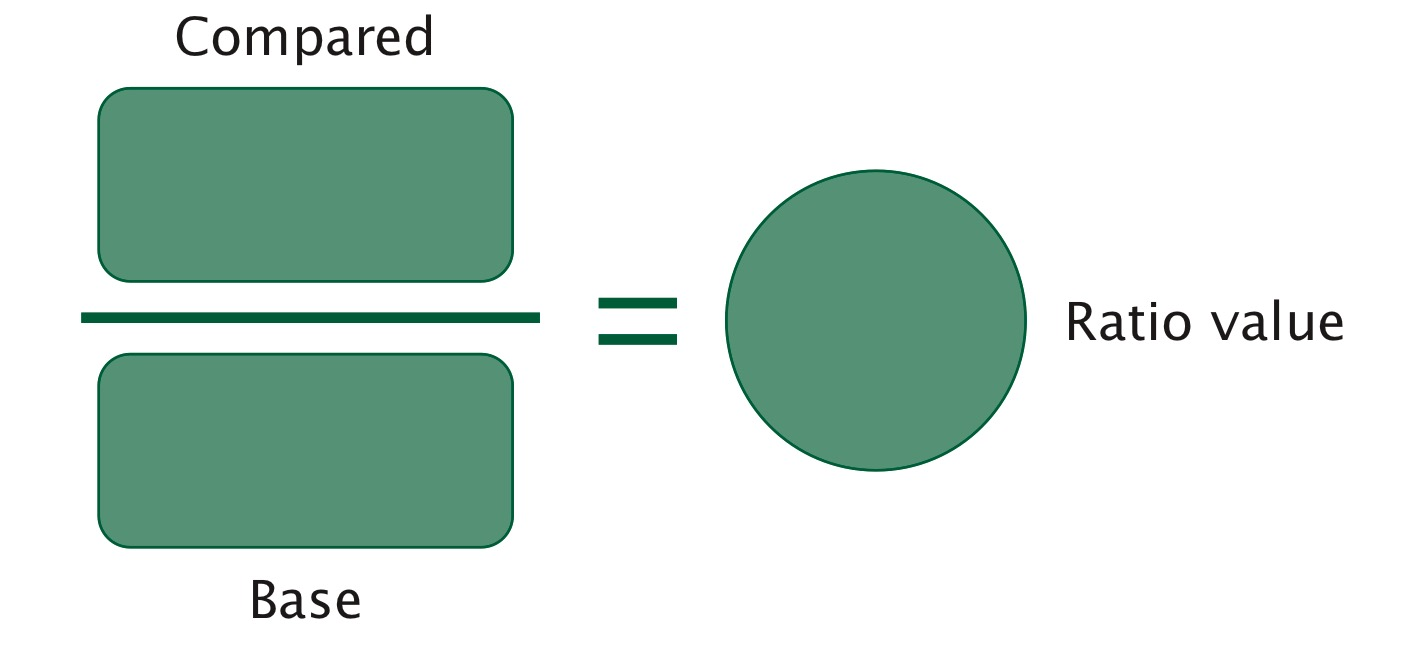 Compared
Ratio value
Base